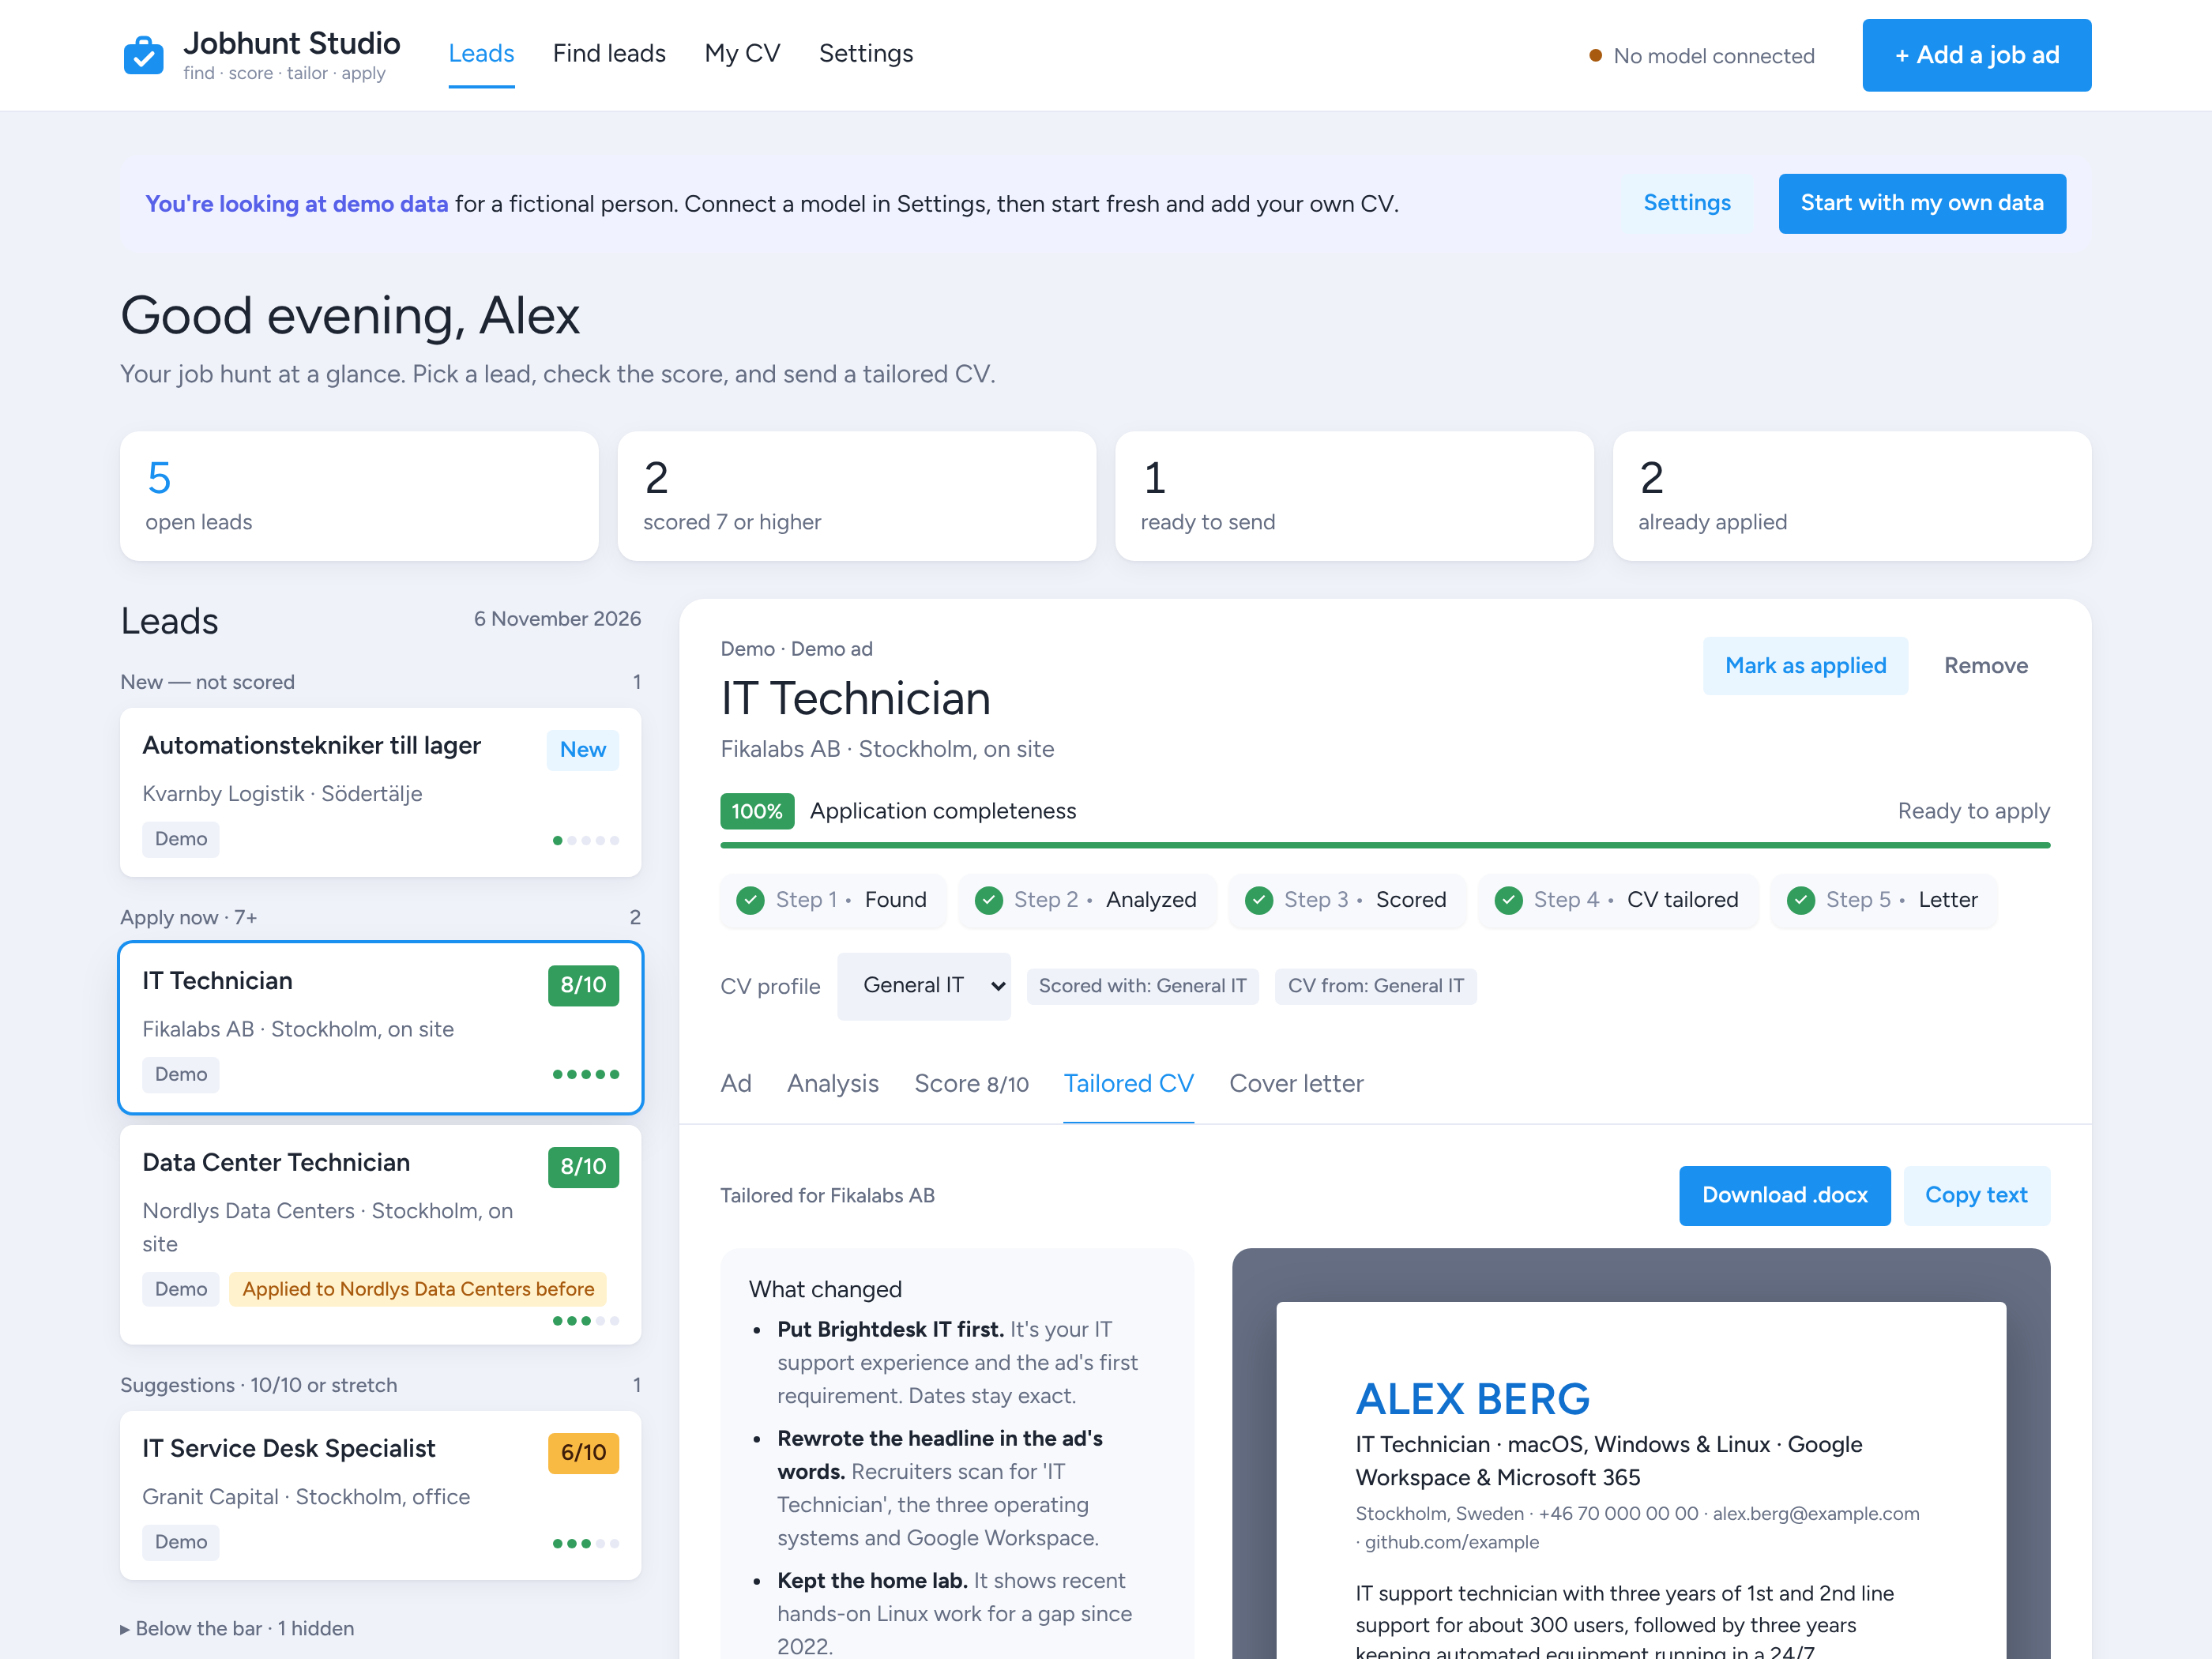 Jobhunt Studio
find · score · tailor · apply
Leads
Find leads
My CV
Settings
No model connected
+ Add a job ad
You're looking at demo data for a fictional person. Connect a model in Settings, then start fresh and add your own CV.
Settings
Start with my own data
Good evening, Alex
Your job hunt at a glance. Pick a lead, check the score, and send a tailored CV.
5
open leads
2
scored 7 or higher
1
ready to send
2
already applied
Leads
6 November 2026
New — not scored
1
Automationstekniker till lager
New
Kvarnby Logistik · Södertälje
Demo
Apply now · 7+
2
IT Technician
8/10
Fikalabs AB · Stockholm, on site
Demo
Data Center Technician
8/10
Nordlys Data Centers · Stockholm, on
site
Demo
Applied to Nordlys Data Centers before
Suggestions · 10/10 or stretch
1
IT Service Desk Specialist
6/10
Granit Capital · Stockholm, office
Demo
▸ Below the bar · 1 hidden
Demo · Demo ad
IT Technician
Fikalabs AB · Stockholm, on site
Mark as applied
Remove
100%
Application completeness
Ready to apply
Step 1 • Found
Step 2 • Analyzed
Step 3 • Scored
Step 4 • CV tailored
Step 5 • Letter
CV profile
General IT
Scored with: General IT
CV from: General IT
Ad
Analysis
Score 8/10
Tailored CV
Cover letter
Tailored for Fikalabs AB
Download .docx
Copy text
What changed
• Put Brightdesk IT first. It's your IT
support experience and the ad's first
requirement. Dates stay exact.
• Rewrote the headline in the ad's
words. Recruiters scan for 'IT
Technician', the three operating
systems and Google Workspace.
• Kept the home lab. It shows recent
hands-on Linux work for a gap since
2022.
ALEX BERG
IT Technician · macOS, Windows & Linux · Google
Workspace & Microsoft 365
Stockholm, Sweden · +46 70 000 00 00 · alex.berg@example.com
· github.com/example
IT support technician with three years of 1st and 2nd line
support for about 300 users, followed by three years
keeping automated equipment running in a 24/7